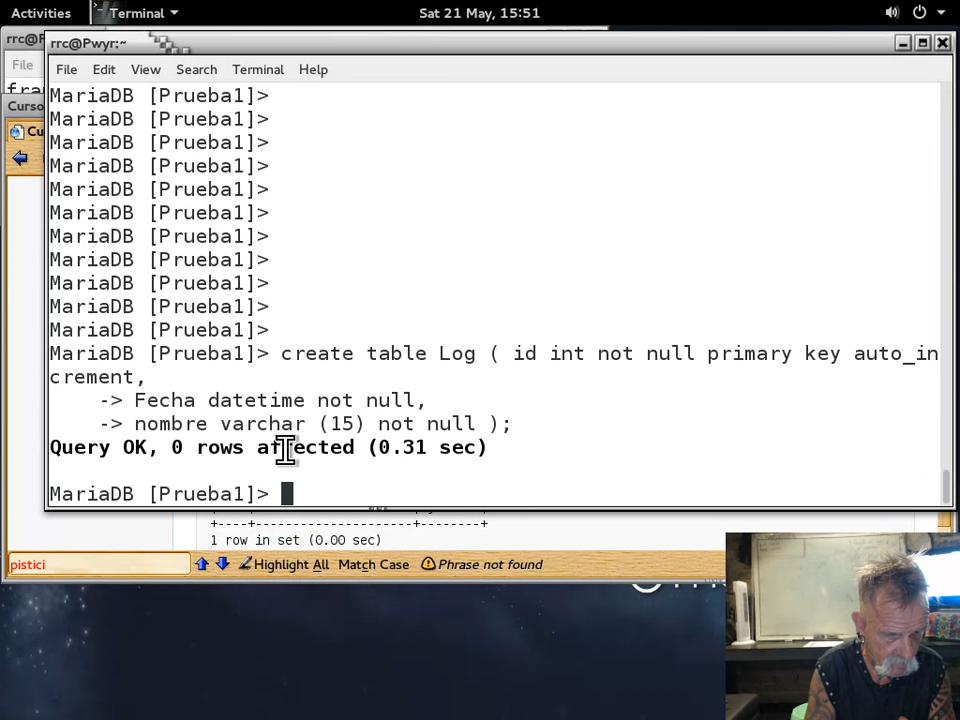 Activities
Terminal
Sat 21 May, 15:51
rrc@P
rrc@Pwyr:~
File
File Edit View Search Terminal Help
Curso
Cu
MariaDB [Prueba1]>
MariaDB [Prueba1]>
MariaDB [Prueba1]>
MariaDB [Prueba1]>
MariaDB [Prueba1]>
MariaDB [Prueba1]>
MariaDB [Prueba1]>
MariaDB [Prueba1]>
MariaDB [Prueba1]>
MariaDB [Prueba1]>
MariaDB [Prueba1]>
MariaDB [Prueba1]> create table Log ( id int not null primary key auto_in
crement,
-> Fecha datetime not null,
-> nombre varchar (15) not null );
Query OK, 0 rows affected (0.31 sec)
MariaDB [Prueba1]>
+----+---------------------+--------+
1 row in set (0.00 sec)
pistici
Highlight All Match Case Phrase not found